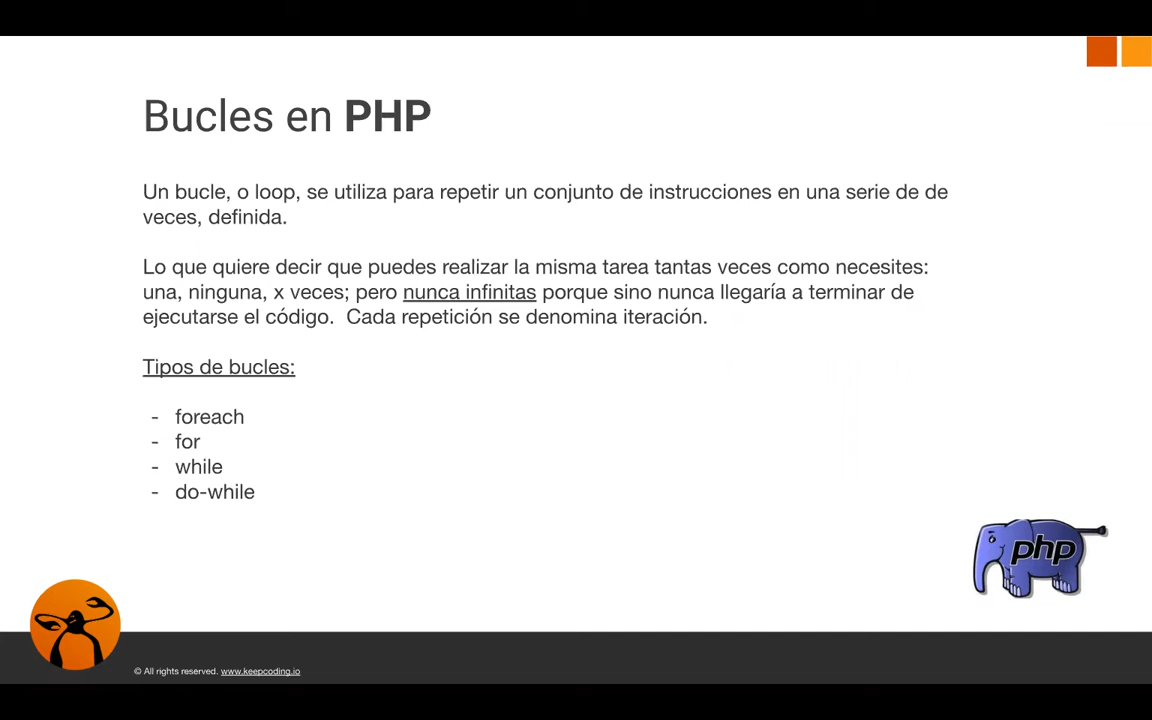 Bucles en PHP
Un bucle, o loop, se utiliza para repetir un conjunto de instrucciones en una serie de de
veces, definida.
Lo que quiere decir que puedes realizar la misma tarea tantas veces como necesites:
una, ninguna, x veces; pero nunca infinitas porque sino nunca llegaría a terminar de
ejecutarse el código.  Cada repetición se denomina iteración.
Tipos de bucles:
- foreach
- for
- while
- do-while
php
© All rights reserved. www.keepcoding.io